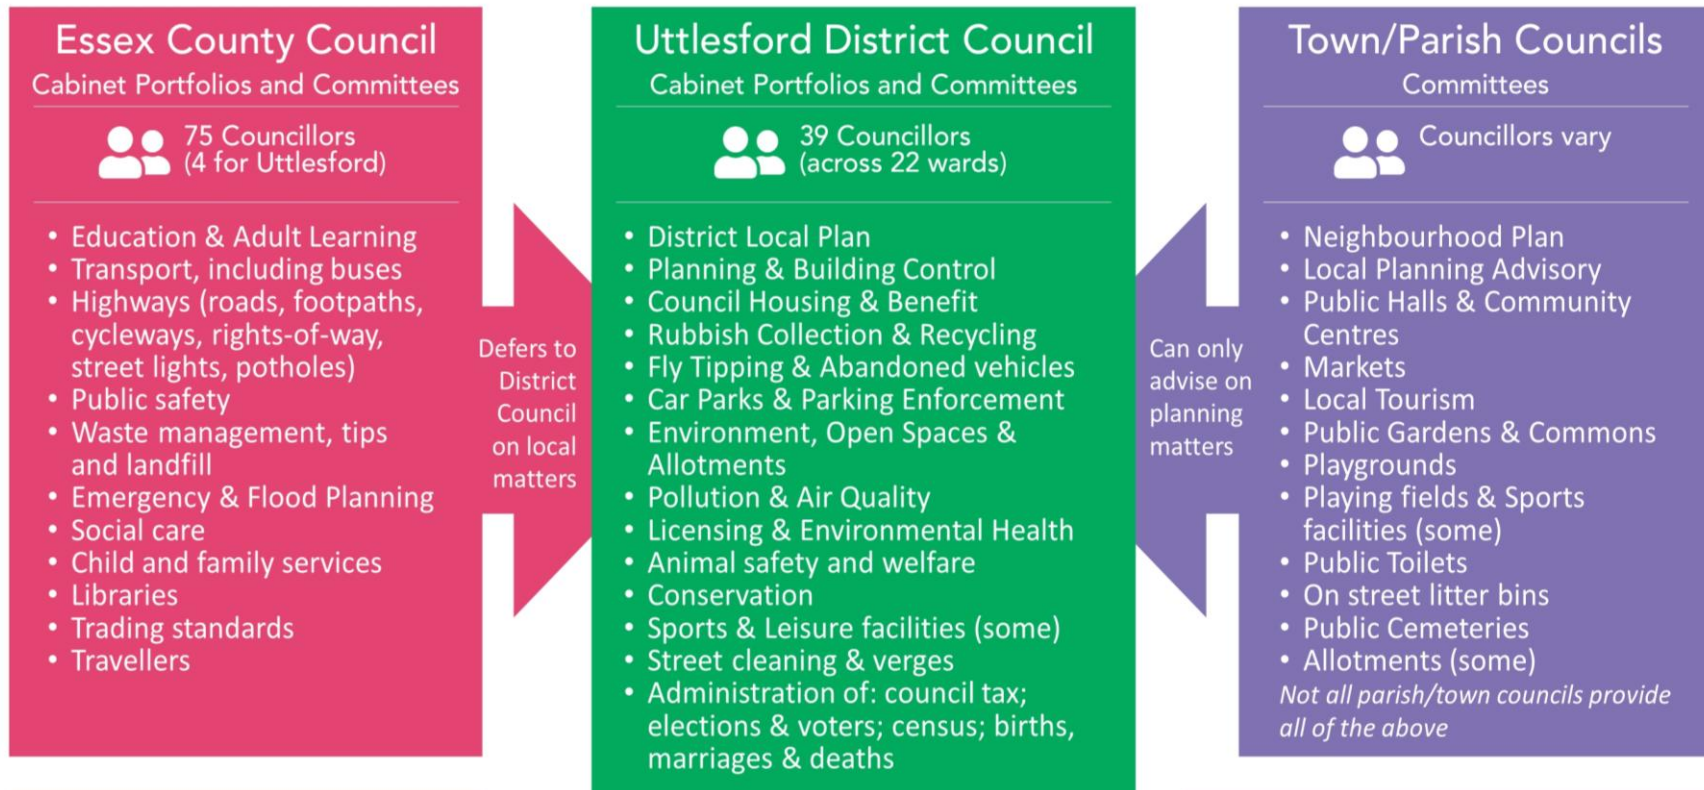 Essex County Council
Cabinet Portfolios and Committees
75 Councillors
(4 for Uttlesford)
• Education & Adult Learning
• Transport, including buses
• Highways (roads, footpaths,
cycleways, rights-of-way,
street lights, potholes)
• Public safety
• Waste management, tips
and landfill
• Emergency & Flood Planning
• Social care
• Child and family services
• Libraries
• Trading standards
• Travellers
Defers to
District
Council
on local
matters
Uttlesford District Council
Cabinet Portfolios and Committees
39 Councillors
(across 22 wards)
• District Local Plan
• Planning & Building Control
• Council Housing & Benefit
• Rubbish Collection & Recycling
• Fly Tipping & Abandoned vehicles
• Car Parks & Parking Enforcement
• Environment, Open Spaces &
Allotments
• Pollution & Air Quality
• Licensing & Environmental Health
• Animal safety and welfare
• Conservation
• Sports & Leisure facilities (some)
• Street cleaning & verges
• Administration of: council tax;
elections & voters; census; births,
marriages & deaths
Can only
advise on
planning
matters
Town/Parish Councils
Committees
Councillors vary
• Neighbourhood Plan
• Local Planning Advisory
• Public Halls & Community
Centres
• Markets
• Local Tourism
• Public Gardens & Commons
• Playgrounds
• Playing fields & Sports
facilities (some)
• Public Toilets
• On street litter bins
• Public Cemeteries
• Allotments (some)
Not all parish/town councils provide
all of the above